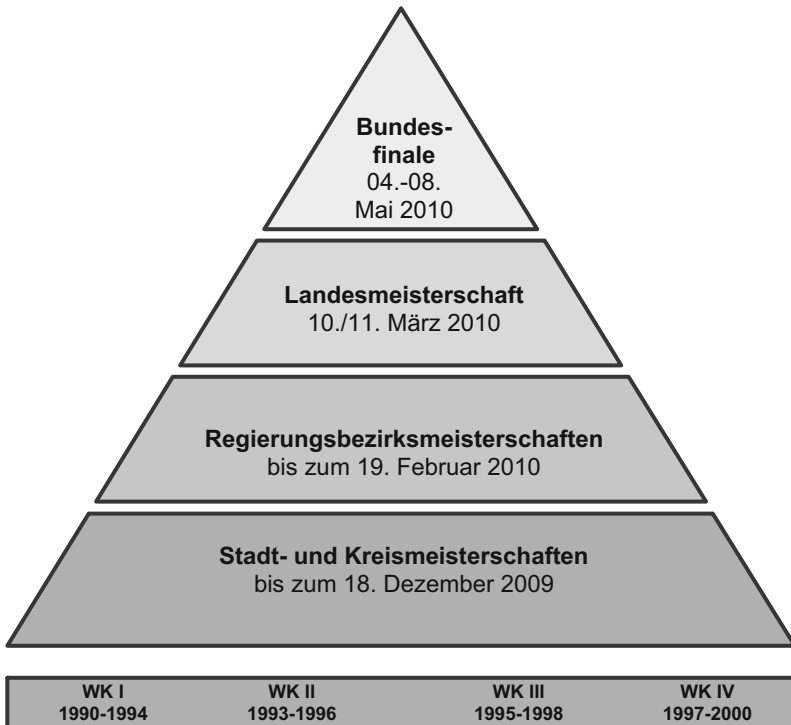 Bundes-
finale
04.-08.
Mai 2010
Landesmeisterschaft
10./11. März 2010
Regierungsbezirksmeisterschaften
bis zum 19. Februar 2010
Stadt- und Kreismeisterschaften
bis zum 18. Dezember 2009
WK I WK II WK III WK IV
1990-1994 1993-1996 1995-1998 1997-2000